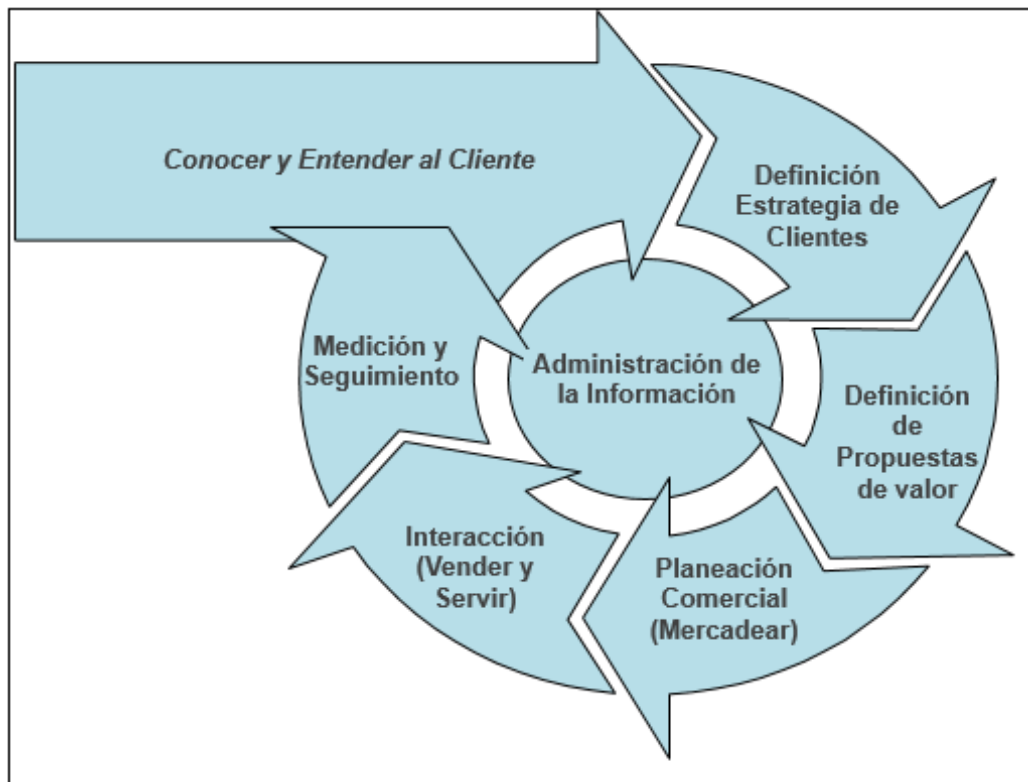 Conocer y Entender al Cliente
Definición
Estrategia de
Clientes
Definición
de
Propuestas
de valor
Planeación
Comercial
(Mercadear)
Interacción
(Vender y
Servir)
Medición y
Seguimiento
Administración de
la Información